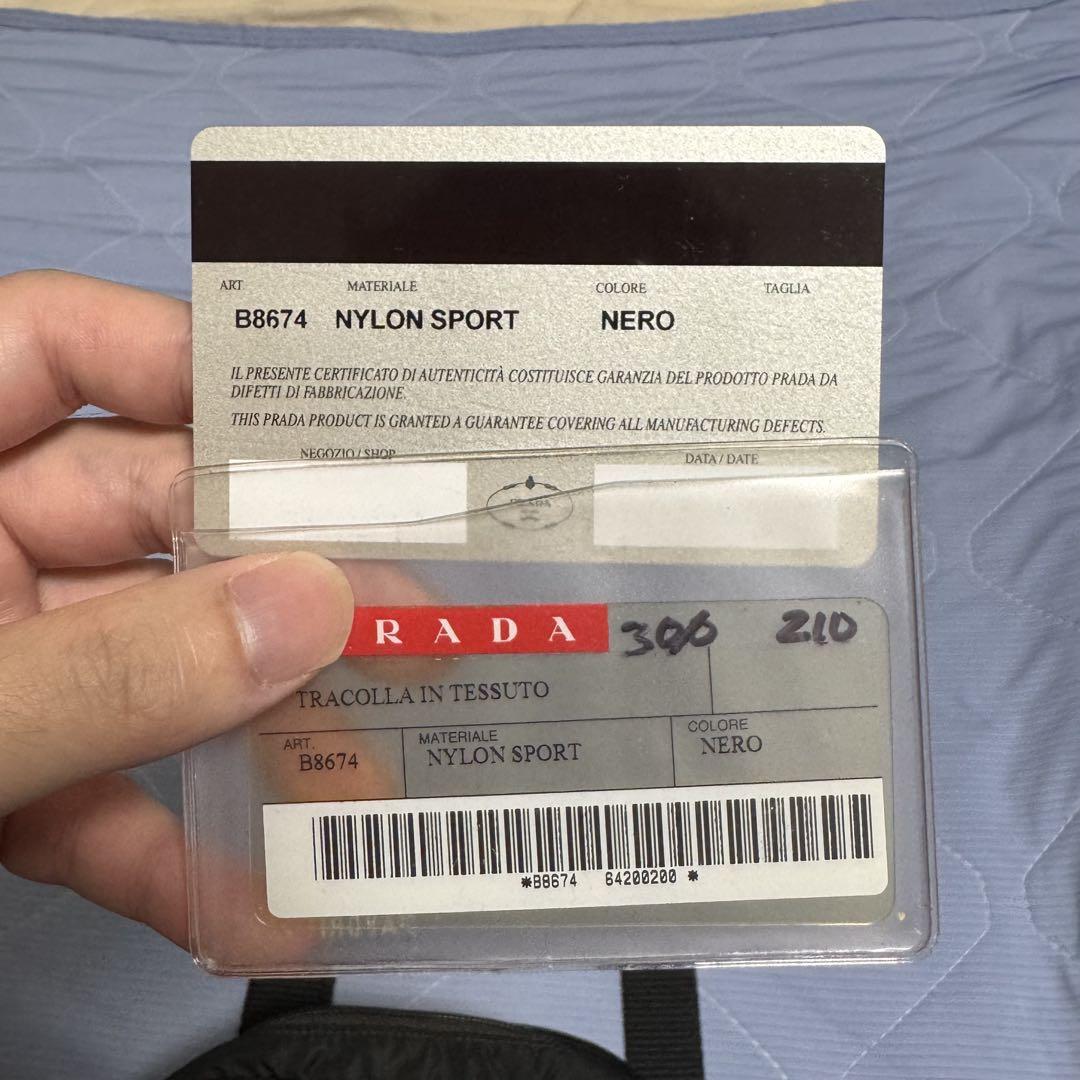 ART MATERIALE COLORE TAGLIA
B8674 NYLON SPORT NERO
IL PRESENTE CERTIFICATO DI AUTENTICITÀ COSTITUISCE GARANZIA DEL PRODOTTO PRADA DA
DIFETTI DI FABBRICAZIONE.
THIS PRADA PRODUCT IS GRANTED A GUARANTEE COVERING ALL MANUFACTURING DEFECTS.
NEGOZIO / SHOP DATA / DATE
PRADA
RADA 300 210
TRACOLLA IN TESSUTO
ART. MATERIALE COLORE
B8674 NYLON SPORT NERO
*B8674 64200200 *